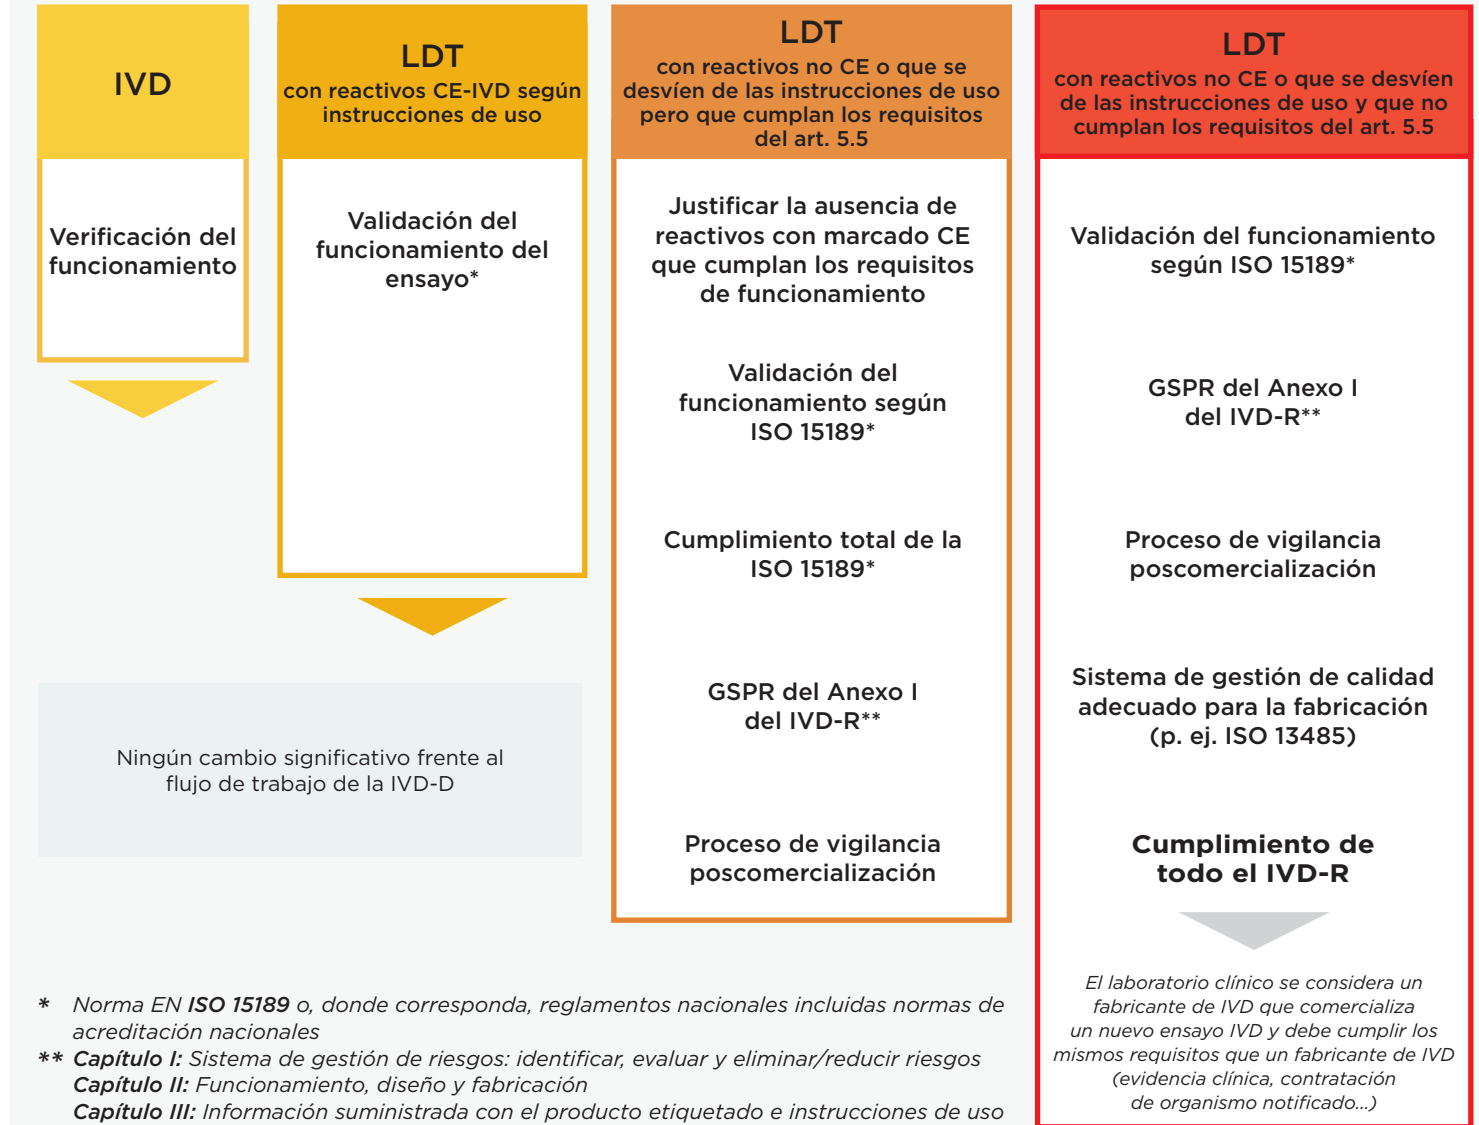 IVD
Verificación del
funcionamiento
LDT
con reactivos CE-IVD según
instrucciones de uso
Validación del
funcionamiento del
ensayo*
Ningún cambio significativo frente al
flujo de trabajo de la IVD-D
LDT
con reactivos no CE o que se
desvíen de las instrucciones de uso
pero que cumplan los requisitos
del art. 5.5
Justificar la ausencia de
reactivos con marcado CE
que cumplan los requisitos
de funcionamiento
Validación del
funcionamiento según
ISO 15189*
Cumplimiento total de la
ISO 15189*
GSPR del Anexo I
del IVD-R**
Proceso de vigilancia
poscomercialización
LDT
con reactivos no CE o que se desvíen
de las instrucciones de uso y que no
cumplan los requisitos del art. 5.5
Validación del funcionamiento
según ISO 15189*
GSPR del Anexo I
del IVD-R**
Proceso de vigilancia
poscomercialización
Sistema de gestión de calidad
adecuado para la fabricación
(p. ej. ISO 13485)
Cumplimiento de
todo el IVD-R
El laboratorio clínico se considera un
fabricante de IVD que comercializa
un nuevo ensayo IVD y debe cumplir los
mismos requisitos que un fabricante de IVD
(evidencia clínica, contratación
de organismo notificado...)
* Norma EN ISO 15189 o, donde corresponda, reglamentos nacionales incluidas normas de
acreditación nacionales
** Capítulo I: Sistema de gestión de riesgos: identificar, evaluar y eliminar/reducir riesgos
Capítulo II: Funcionamiento, diseño y fabricación
Capítulo III: Información suministrada con el producto etiquetado e instrucciones de uso